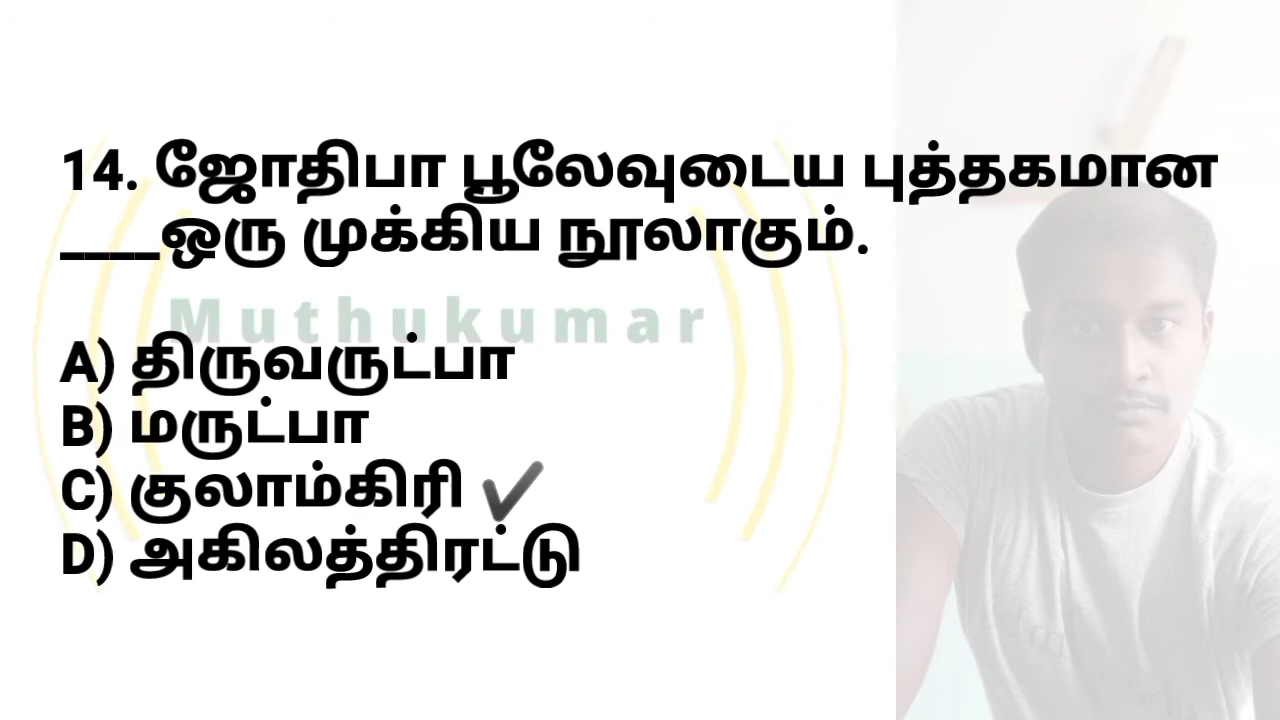 14. ஜோதிபா பூலேவுடைய புத்தகமான
____ஒரு முக்கிய நூலாகும்.
Muthukumar
A) திருவருட்பா
B) மருட்பா
C) குலாம்கிரி ✔
D) அகிலத்திரட்டு